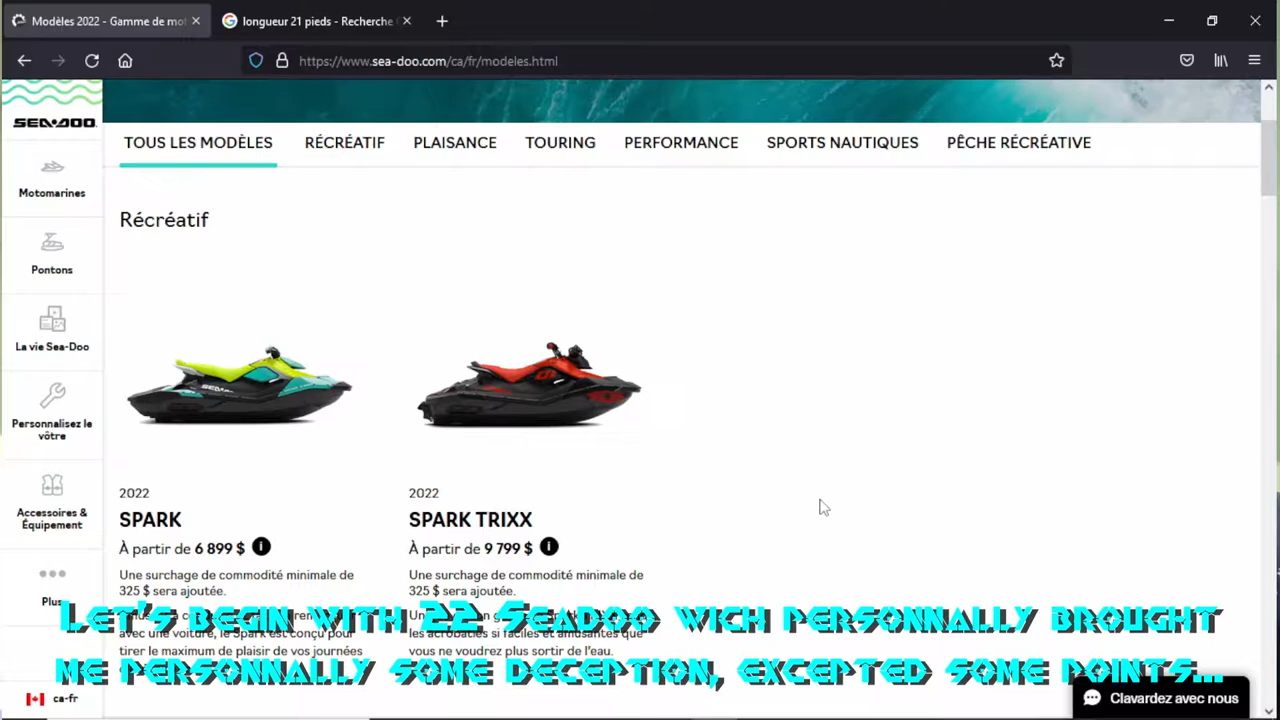 Modèles 2022 - Gamme de mot
longueur 21 pieds - Recherche G
https://www.sea-doo.com/ca/fr/modeles.html
SEA-DOO
TOUS LES MODÈLES RÉCRÉATIF PLAISANCE TOURING PERFORMANCE SPORTS NAUTIQUES PÊCHE RÉCRÉATIVE
Motomarines
Pontons
La vie Sea-Doo
Personnalisez le
vôtre
Accessoires &
Équipement
Plus
ca-fr
Récréatif
2022
SPARK
À partir de 6 899 $
Une surchage de commodité minimale de
325 $ sera ajoutée.
avec une voiture, le Spark est conçu pour
tirer le maximum de plaisir de vos journées
2022
SPARK TRIXX
À partir de 9 799 $
Une surchage de commodité minimale de
325 $ sera ajoutée.
les acrobaties si faciles et amusantes que
vous ne voudrez plus sortir de l'eau.
Let's begin with 22 Seadoo wich personnally brought
me personnally some deception, excepted some points...
Clavardez avec nous